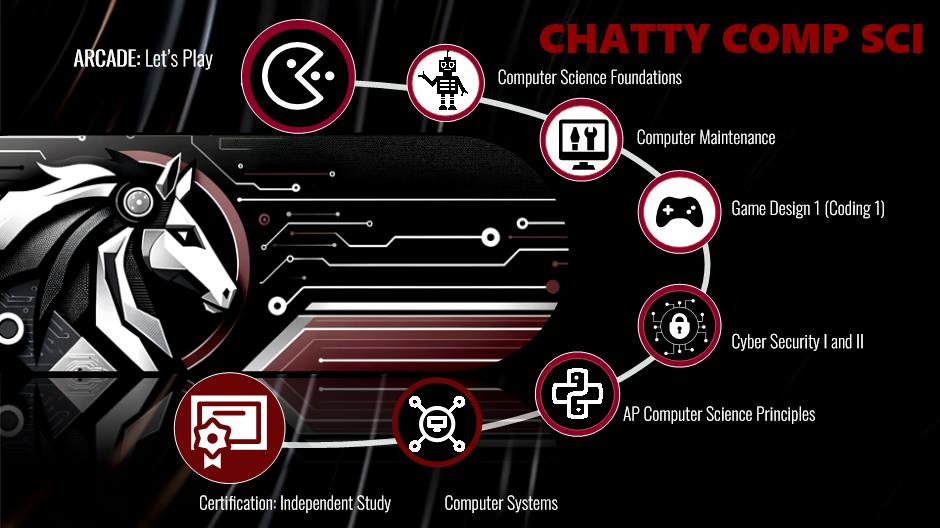 CHATTY COMP SCI
ARCADE: Let's Play
Computer Science Foundations
Computer Maintenance
Game Design 1 (Coding 1)
Cyber Security I and II
AP Computer Science Principles
Computer Systems
Certification: Independent Study